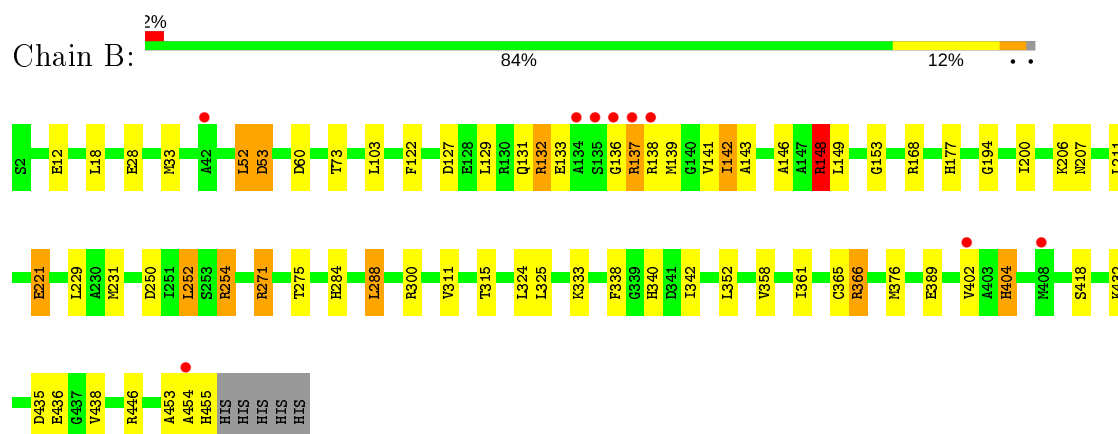 2%
Chain B:
84% 12% • •
S2 E12 L18 E28 M33 A42 L52 D53 D60 T73 L103 F122 D127 E128 L129 R130 Q131 R132 E133 A134 S135 G136 R137 R138 M139 G140 V141 I142 A143 A146 A147 R148 L149 G153 R168 H177 G194 I200 K206 N207
E221 L229 A230 M231 D250 I251 L252 S253 R254 R271 T275 H284 L288 R300 V311 T315 L324 L325 K333 F338 G339 H340 D341 I342 L352 V358 I361 C365 R366 M376 E389 V402 A403 H404 M408 S418
D435 E436 G437 V438 R446 A453 A454 H455 HIS HIS HIS HIS HIS